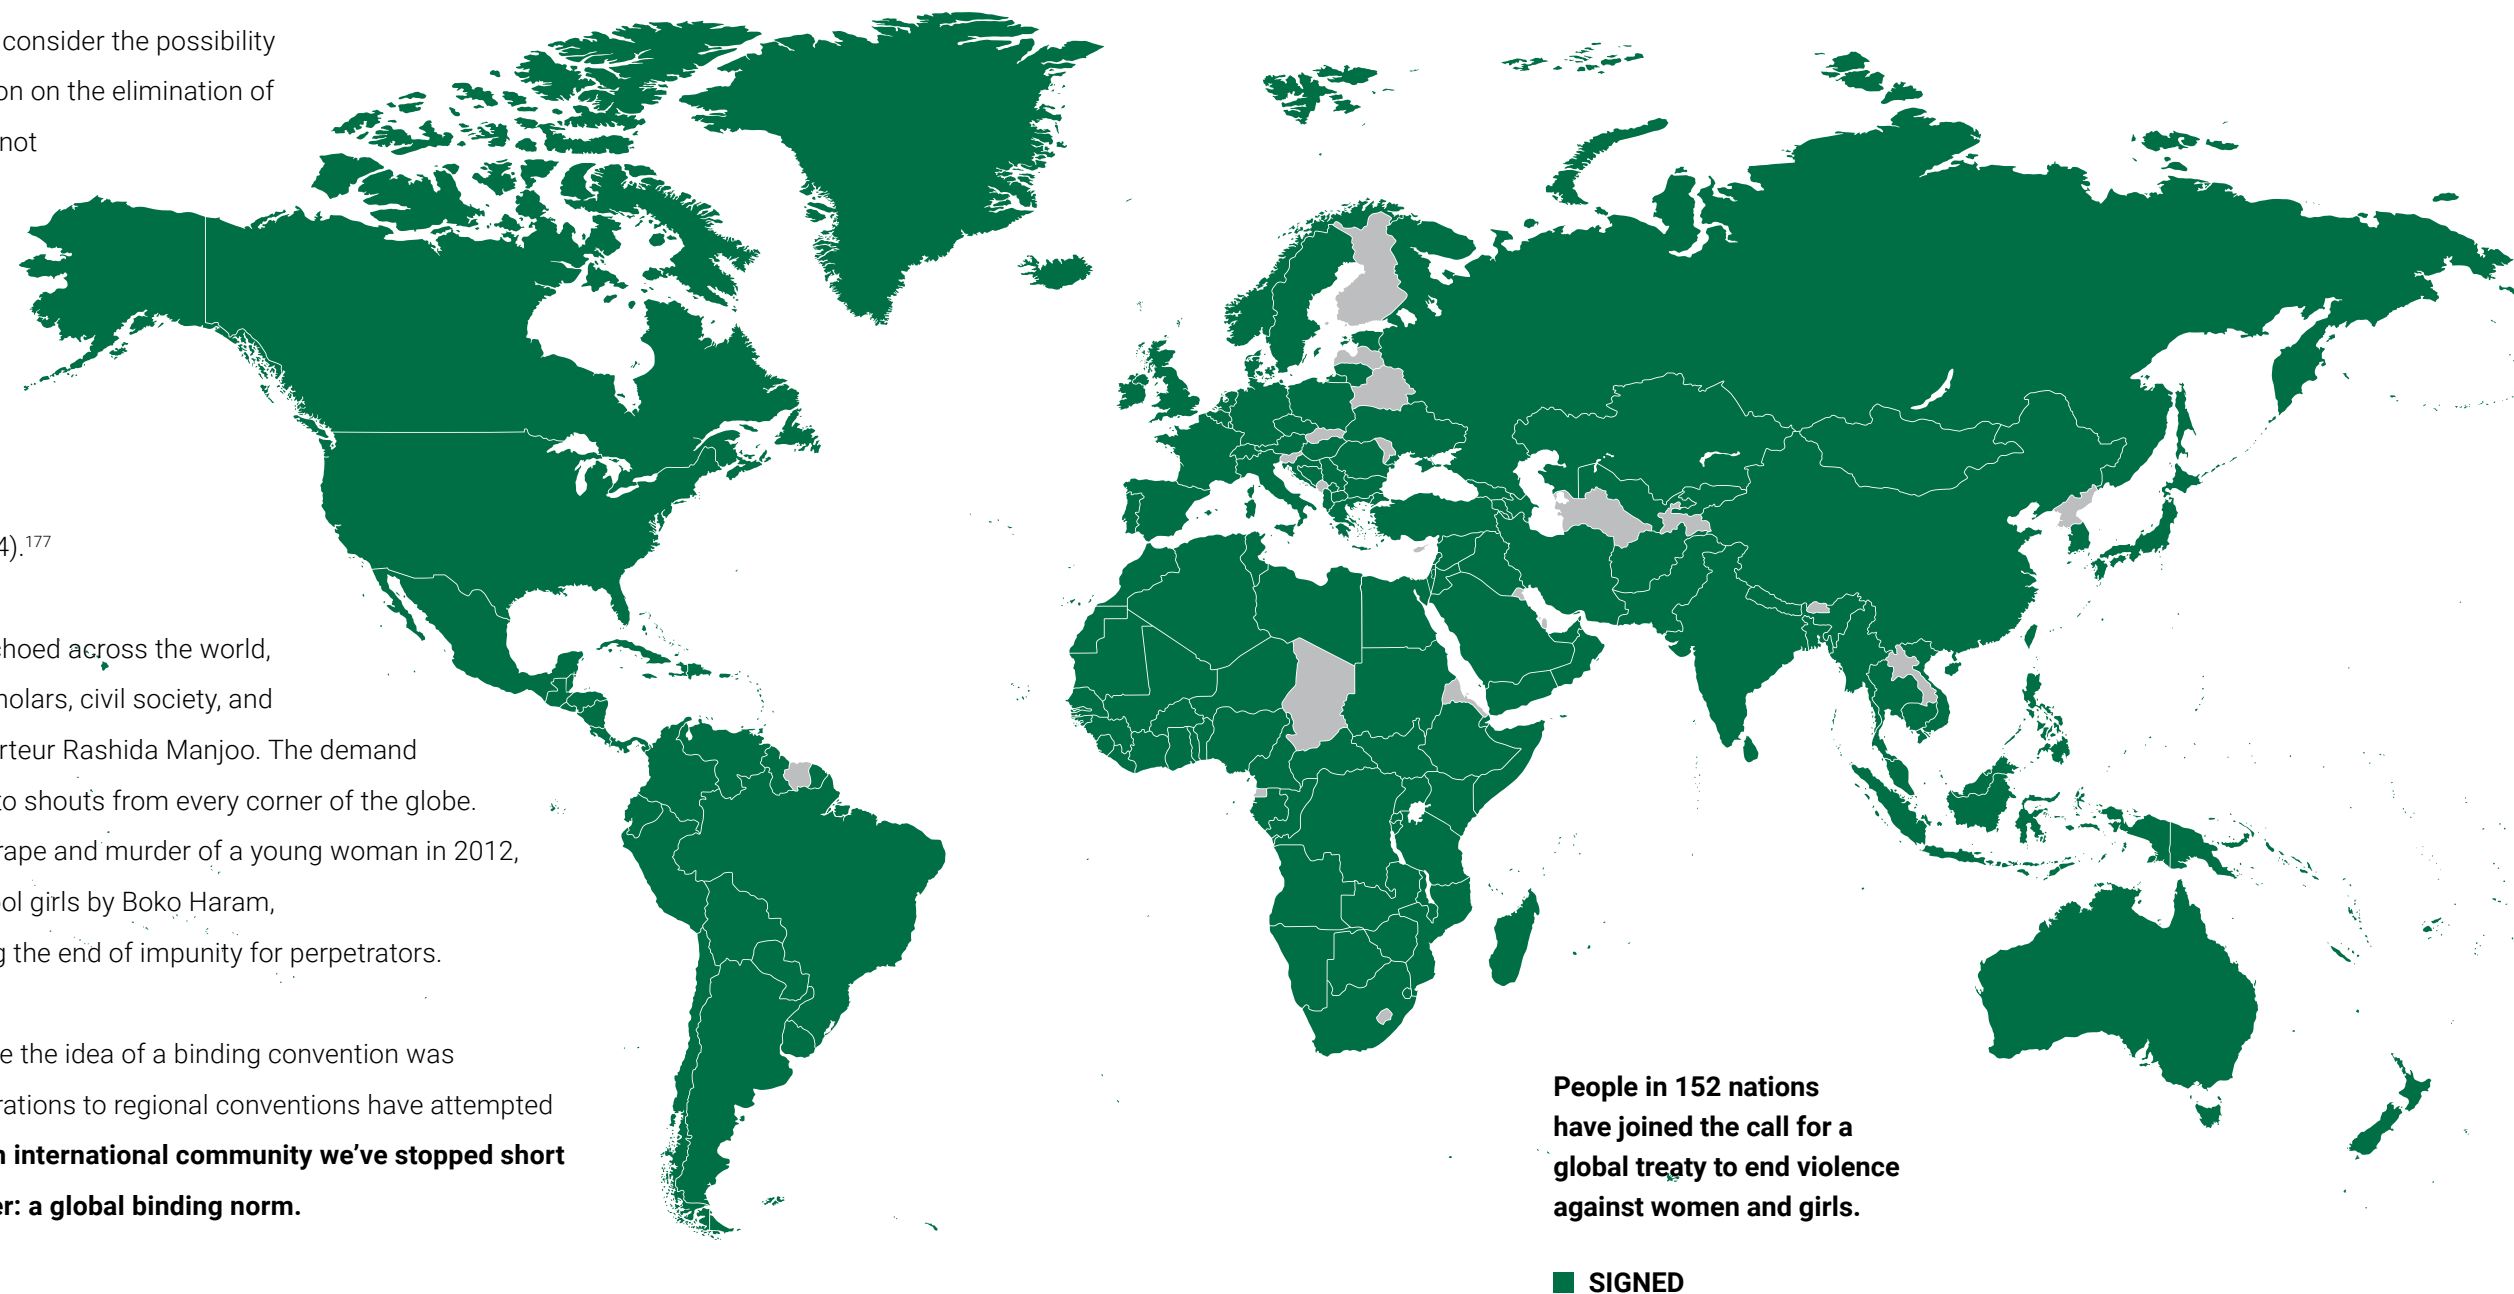 consider the possibility
on on the elimination of
not
4).177
hoed across the world,
holars, civil society, and
rteur Rashida Manjoo. The demand
to shouts from every corner of the globe.
rape and murder of a young woman in 2012,
ol girls by Boko Haram,
g the end of impunity for perpetrators.
e the idea of a binding convention was
rations to regional conventions have attempted
n international community we’ve stopped short
er: a global binding norm.
People in 152 nations
have joined the call for a
global treaty to end violence
against women and girls.
SIGNED